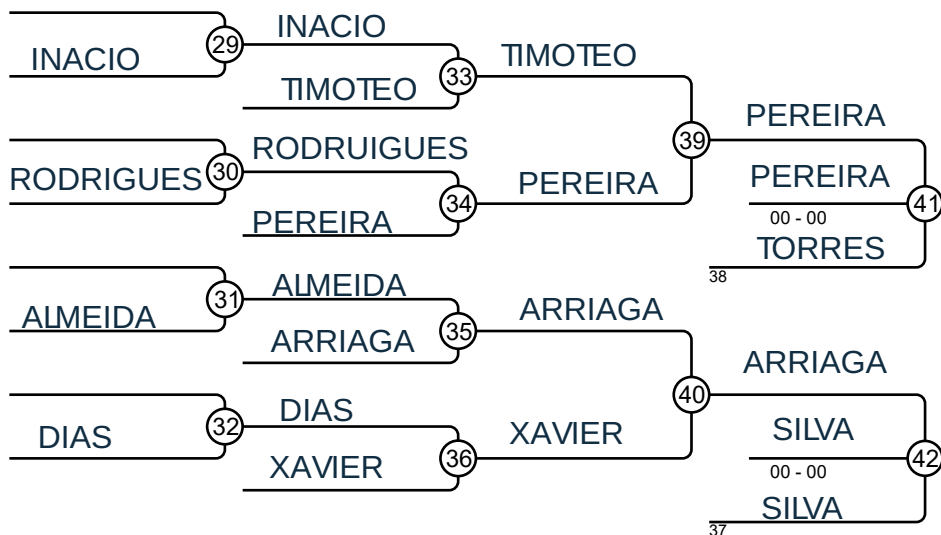 INACIO
29
INACIO
TIMOTEO
33
TIMOTEO
RODRIGUES
30
RODRUIGUES
PEREIRA
34
PEREIRA
39
PEREIRA
PEREIRA
00 - 00
41
TORRES
38
ALMEIDA
31
ALMEIDA
ARRIAGA
35
ARRIAGA
DIAS
32
DIAS
XAVIER
36
XAVIER
40
ARRIAGA
SILVA
00 - 00
42
SILVA
37